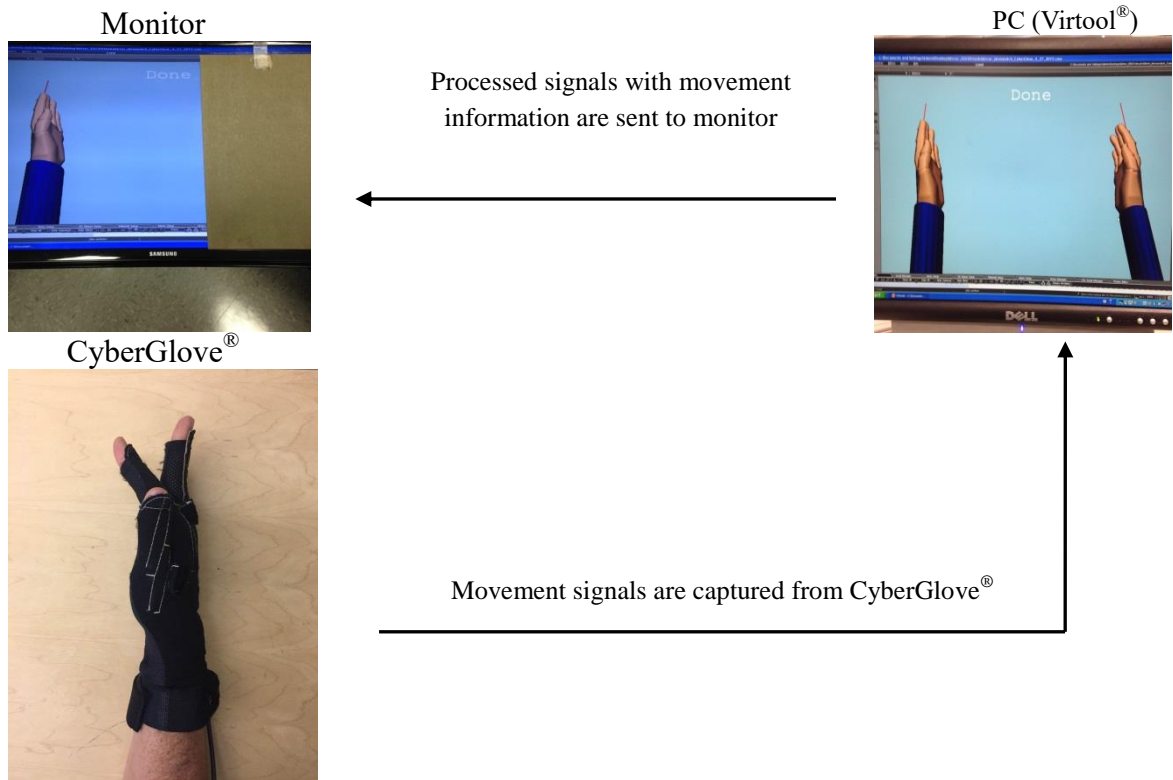 Monitor
PC (Virtool®)
Done
Done
Processed signals with movement
information are sent to monitor
SAMSUNG
DELL
CyberGlove®
Movement signals are captured from CyberGlove®